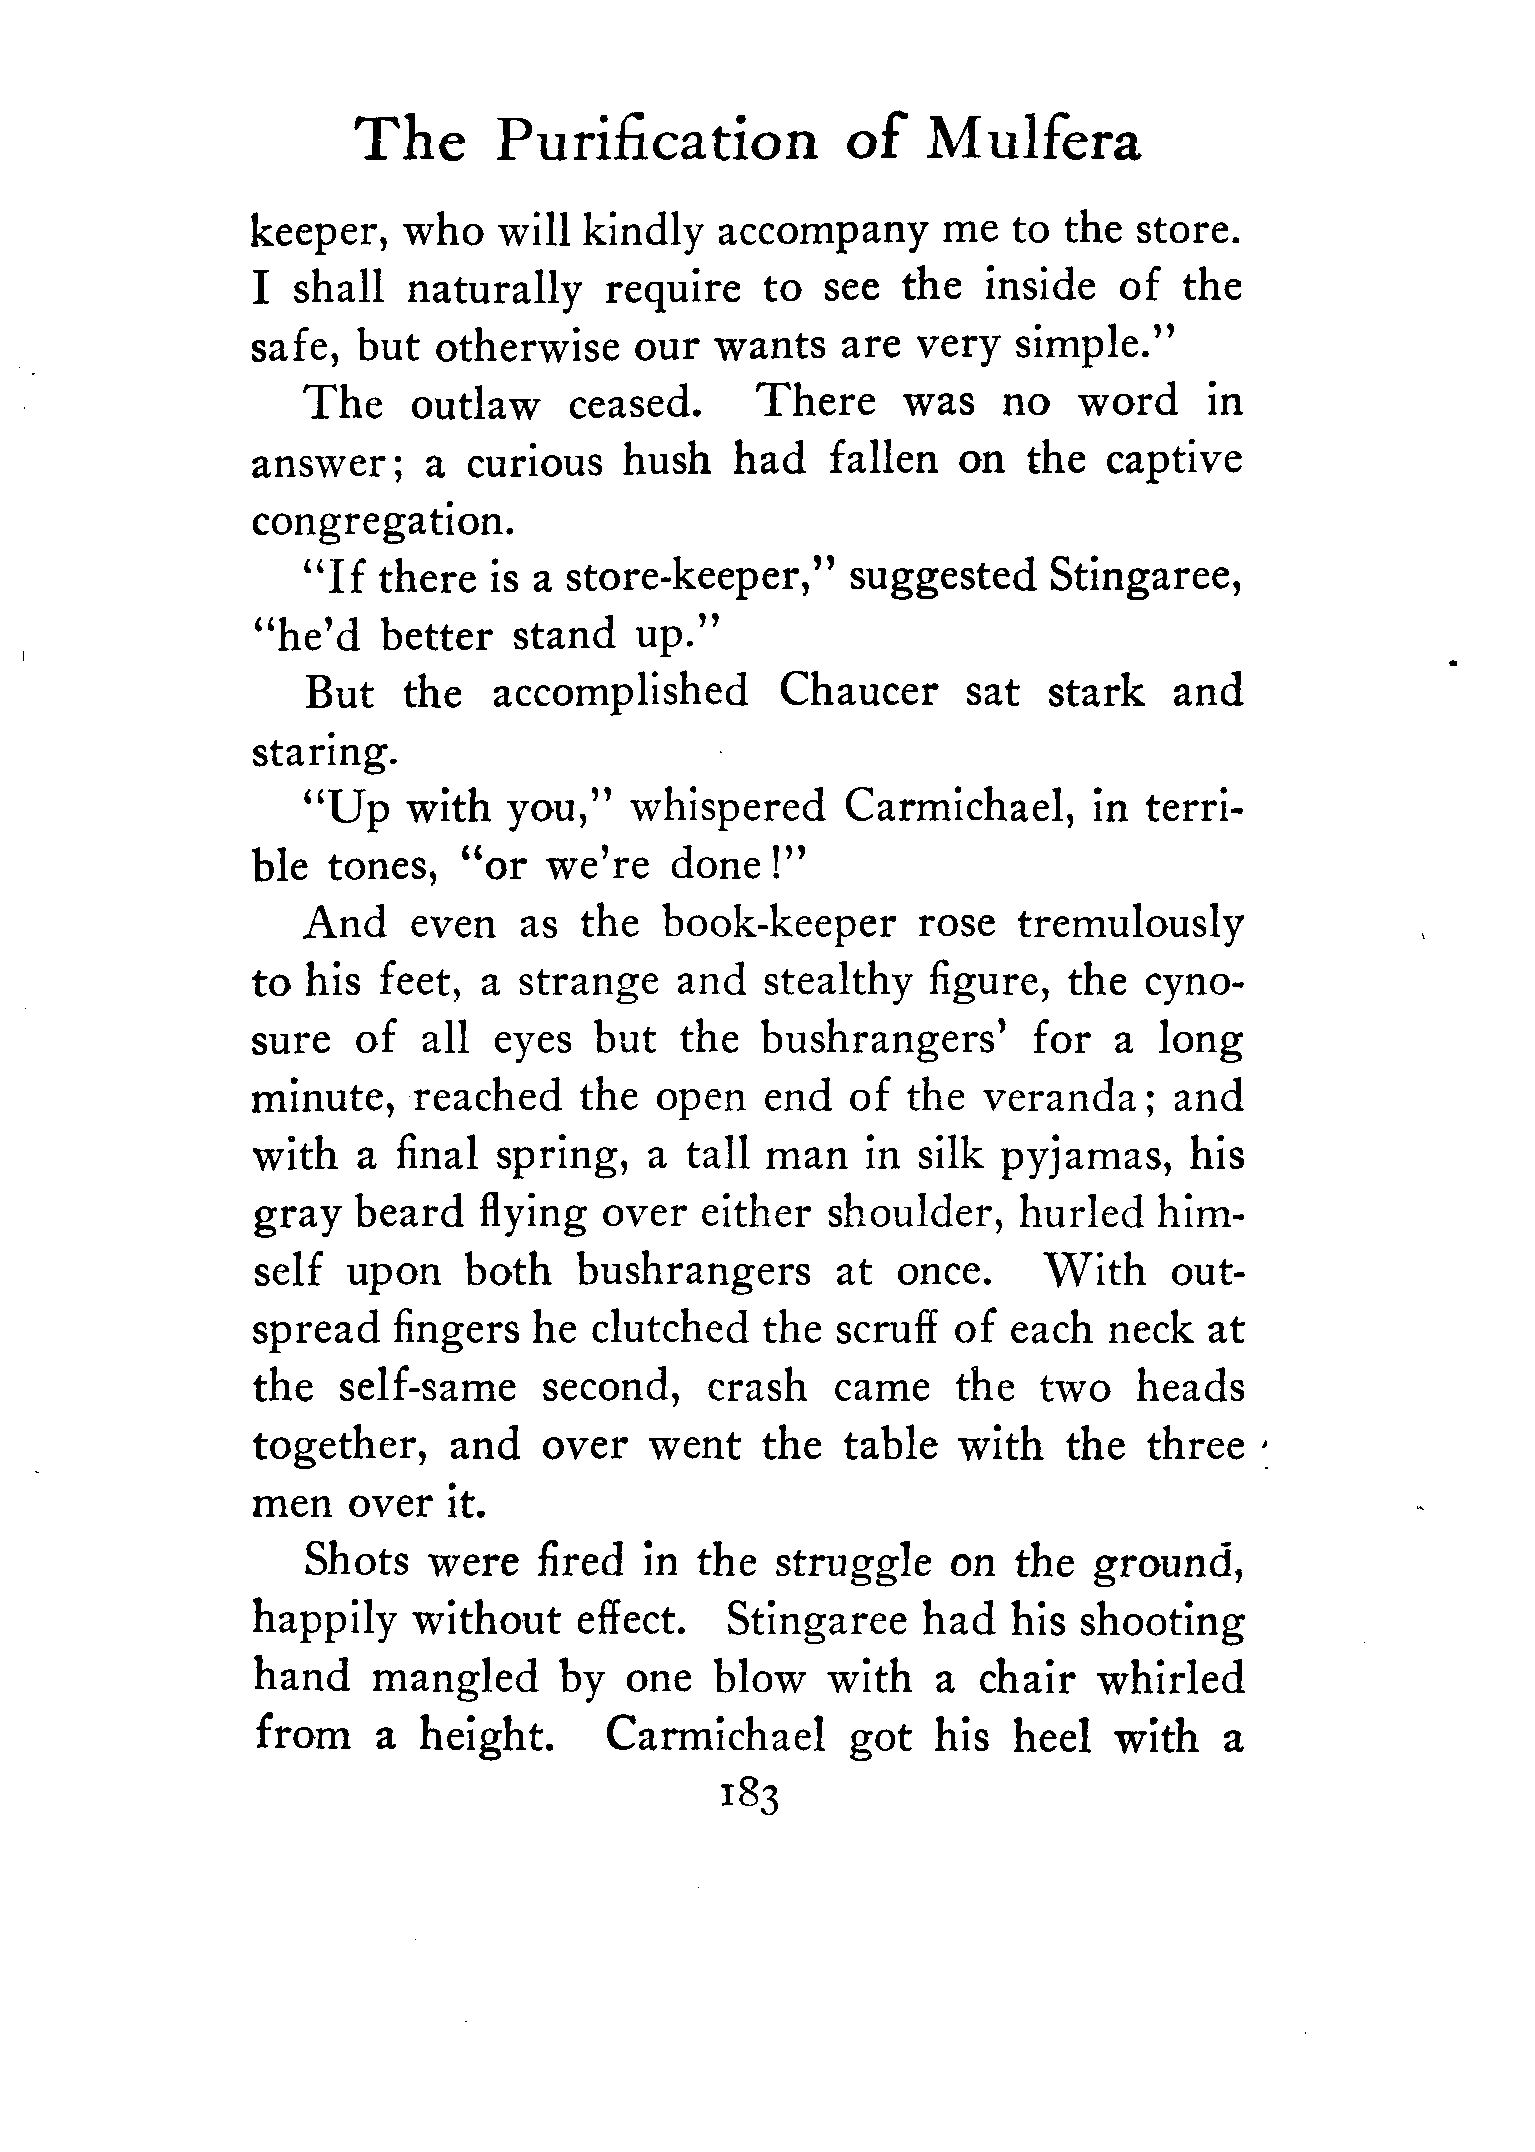 The Purification of Mulfera
keeper, who will kindly accompany me to the store.
I shall naturally require to see the inside of the
safe, but otherwise our wants are very simple."
The outlaw ceased. There was no word in
answer; a curious hush had fallen on the captive
congregation.
"If there is a store-keeper," suggested Stingaree,
"he'd better stand up."
But the accomplished Chaucer sat stark and
staring.
"Up with you," whispered Carmichael, in terri-
ble tones, "or we're done!"
And even as the book-keeper rose tremulously
to his feet, a strange and stealthy figure, the cyno-
sure of all eyes but the bushrangers' for a long
minute, reached the open end of the veranda; and
with a final spring, a tall man in silk pyjamas, his
gray beard flying over either shoulder, hurled him-
self upon both bushrangers at once. With out-
spread fingers he clutched the scruff of each neck at
the self-same second, crash came the two heads
together, and over went the table with the three
men over it.
Shots were fired in the struggle on the ground,
happily without effect. Stingaree had his shooting
hand mangled by one blow with a chair whirled
from a height. Carmichael got his heel with a
183